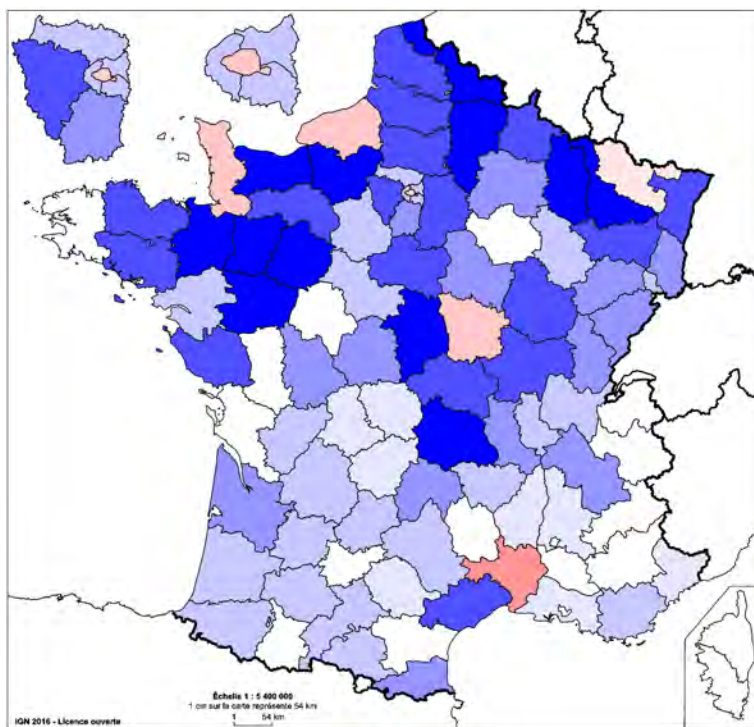 Échelle 1 : 5 400 000
1 cm sur la carte représente 54 km
1 54 km
IGN 2016 - Licence ouverte